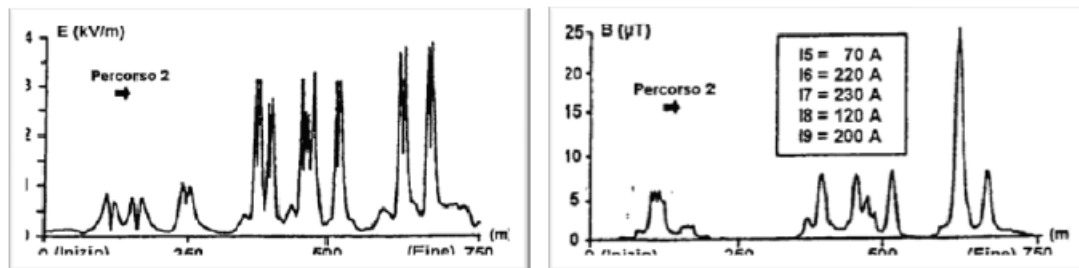 E (kV/m)
4
Percorso 2
3
2
1
0
0 (Inizio) 250 500 (Fine) 750 (m)
B (µT)
25
I5 = 70 A
I6 = 220 A
I7 = 230 A
I8 = 120 A
I9 = 200 A
20
Percorso 2
15
10
5
0
0 (Inizio) 250 500 (Fine) 750 (m